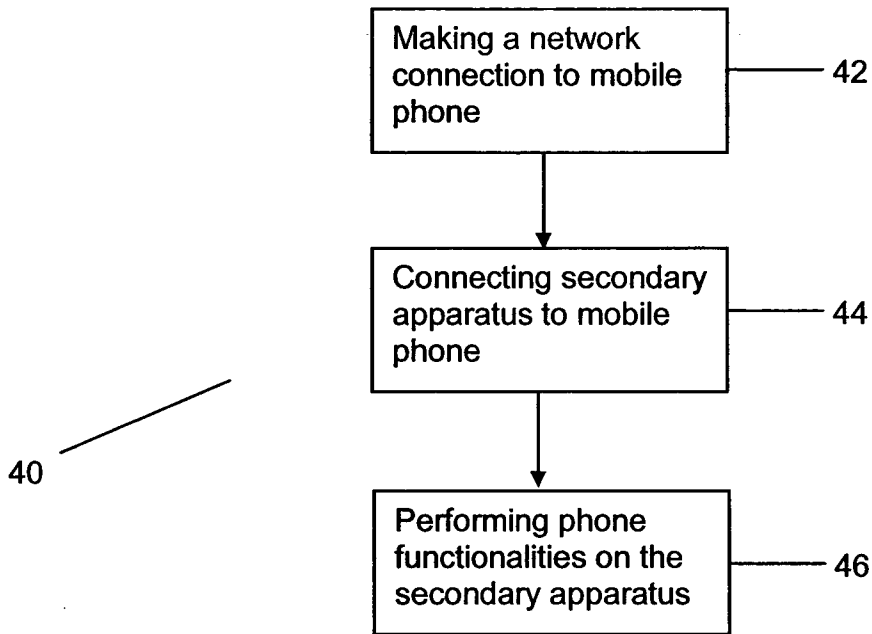 Making a network
connection to mobile
phone
42
Connecting secondary
apparatus to mobile
phone
44
40
Performing phone
functionalities on the
secondary apparatus
46